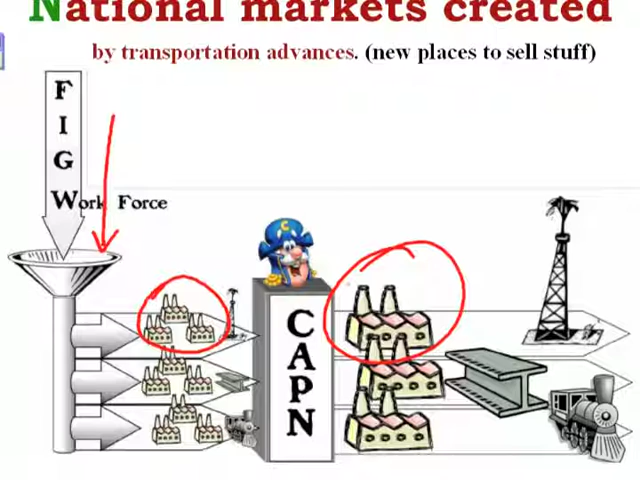 National markets created
by transportation advances. (new places to sell stuff)
F
I
G
Work Force
C
C
A
P
N